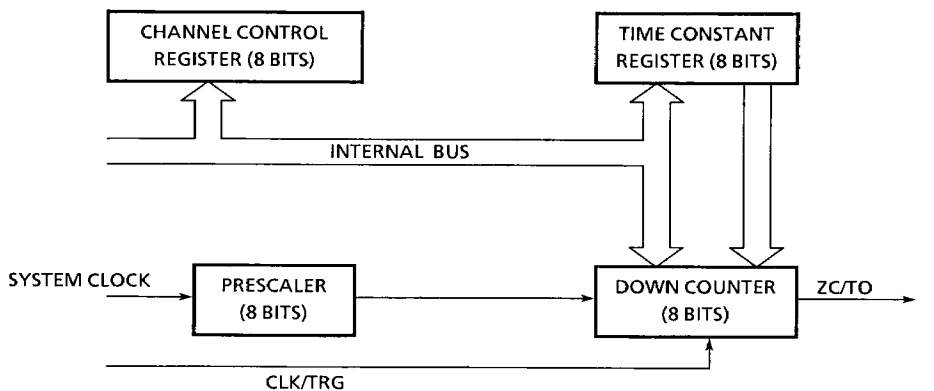 CHANNEL CONTROL
REGISTER (8 BITS)
TIME CONSTANT
REGISTER (8 BITS)
INTERNAL BUS
SYSTEM CLOCK
PRESCALER
(8 BITS)
DOWN COUNTER
(8 BITS)
ZC/TO
CLK/TRG